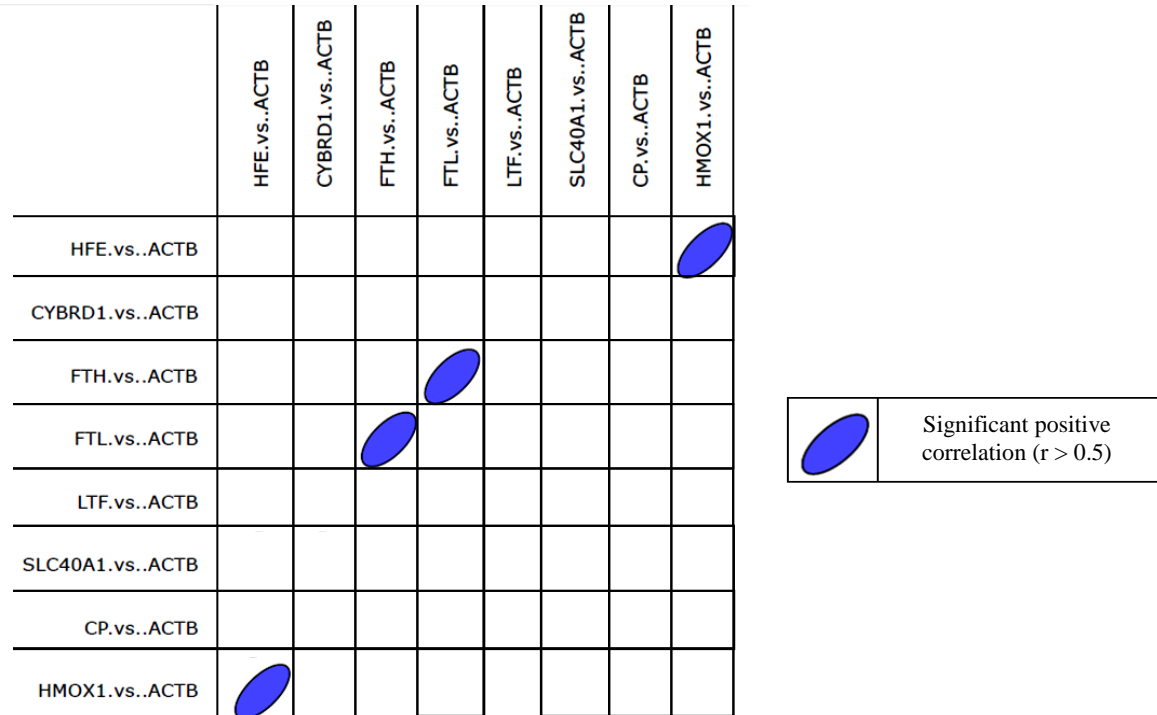 HFE.vs..ACTB
CYBRD1.vs..ACTB
FTH.vs..ACTB
FTL.vs..ACTB
LTF.vs..ACTB
SLC40A1.vs..ACTB
CP.vs..ACTB
HMOX1.vs..ACTB
HFE.vs..ACTB
CYBRD1.vs..ACTB
FTH.vs..ACTB
FTL.vs..ACTB
LTF.vs..ACTB
SLC40A1.vs..ACTB
CP.vs..ACTB
HMOX1.vs..ACTB
Significant positive
correlation (r > 0.5)